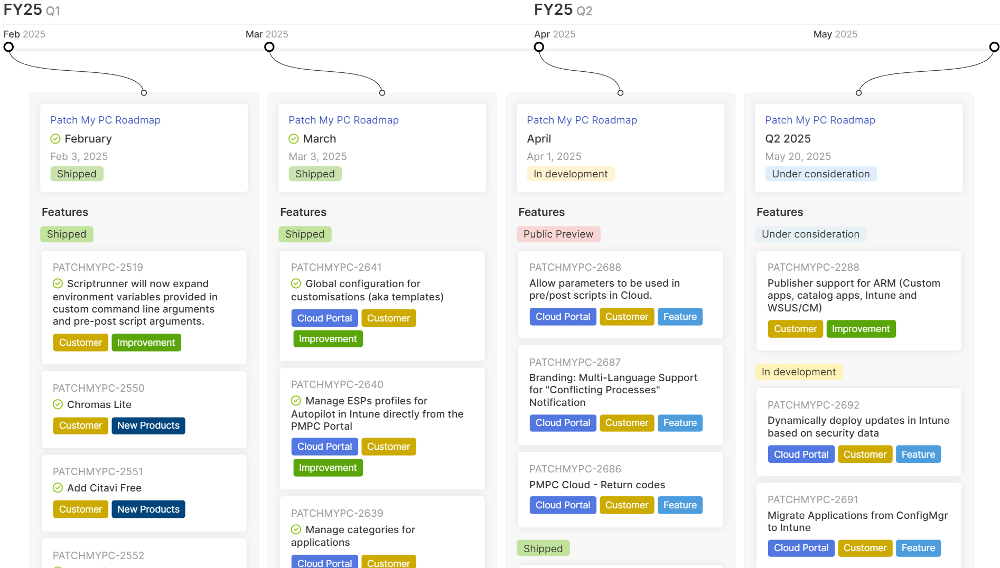 FY25 Q1
FY25 Q2
Feb 2025
Mar 2025
Apr 2025
May 2025
Patch My PC Roadmap
February
Feb 3, 2025
Shipped
Features
Shipped
PATCHMYPC-2519
Scriptrunner will now expand
environment variables provided in
custom command line arguments
and pre-post script arguments.
Customer Improvement
PATCHMYPC-2550
Chromas Lite
Customer New Products
PATCHMYPC-2551
Add Citavi Free
Customer New Products
PATCHMYPC-2552
Patch My PC Roadmap
March
Mar 3, 2025
Shipped
Features
Shipped
PATCHMYPC-2641
Global configuration for
customisations (aka templates)
Cloud Portal Customer
Improvement
PATCHMYPC-2640
Manage ESPs profiles for
Autopilot in Intune directly from the
PMPC Portal
Cloud Portal Customer
Improvement
PATCHMYPC-2639
Manage categories for
applications
Cloud Portal Customer
Patch My PC Roadmap
April
Apr 1, 2025
In development
Features
Public Preview
PATCHMYPC-2688
Allow parameters to be used in
pre/post scripts in Cloud.
Cloud Portal Customer Feature
PATCHMYPC-2687
Branding: Multi-Language Support
for "Conflicting Processes"
Notification
Cloud Portal Customer Feature
PATCHMYPC-2686
PMPC Cloud - Return codes
Cloud Portal Customer Feature
Shipped
Patch My PC Roadmap
Q2 2025
May 20, 2025
Under consideration
Features
Under consideration
PATCHMYPC-2288
Publisher support for ARM (Custom
apps, catalog apps, Intune and
WSUS/CM)
Customer Improvement
In development
PATCHMYPC-2692
Dynamically deploy updates in Intune
based on security data
Cloud Portal Customer Feature
PATCHMYPC-2691
Migrate Applications from ConfigMgr
to Intune
Cloud Portal Customer Feature